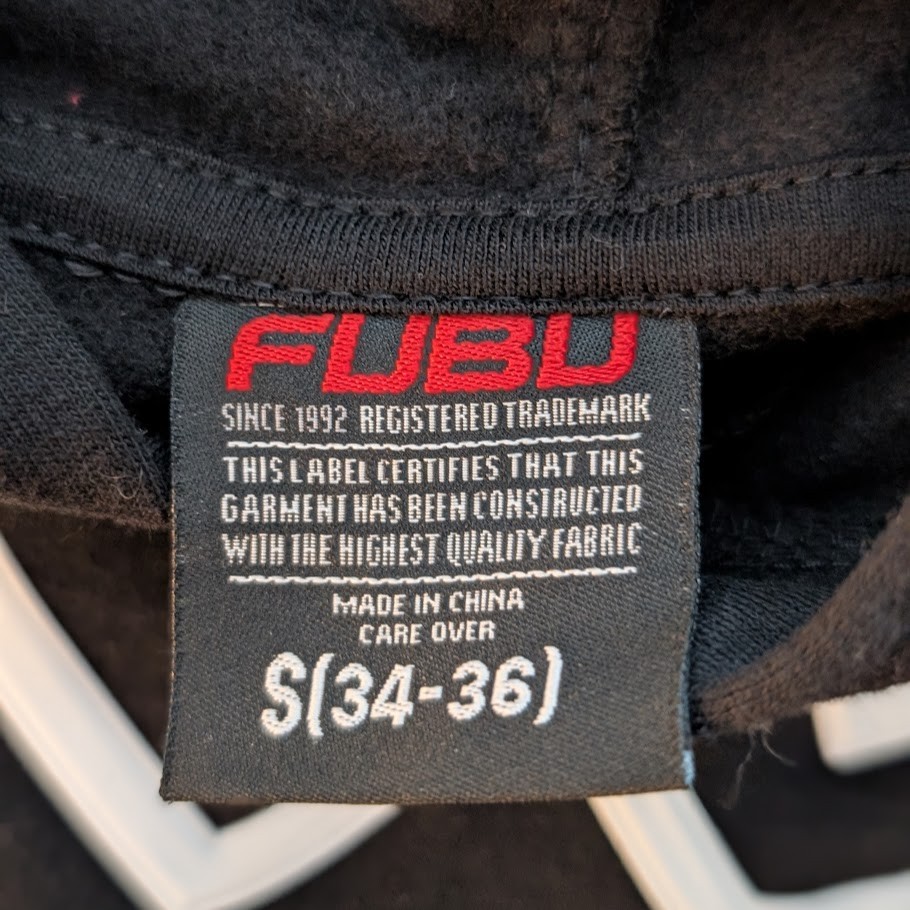 FUBU
SINCE 1992 REGISTERED TRADEMARK
THIS LABEL CERTIFIES THAT THIS
GARMENT HAS BEEN CONSTRUCTED
WITH THE HIGHEST QUALITY FABRIC
MADE IN CHINA
CARE OVER
S(34-36)